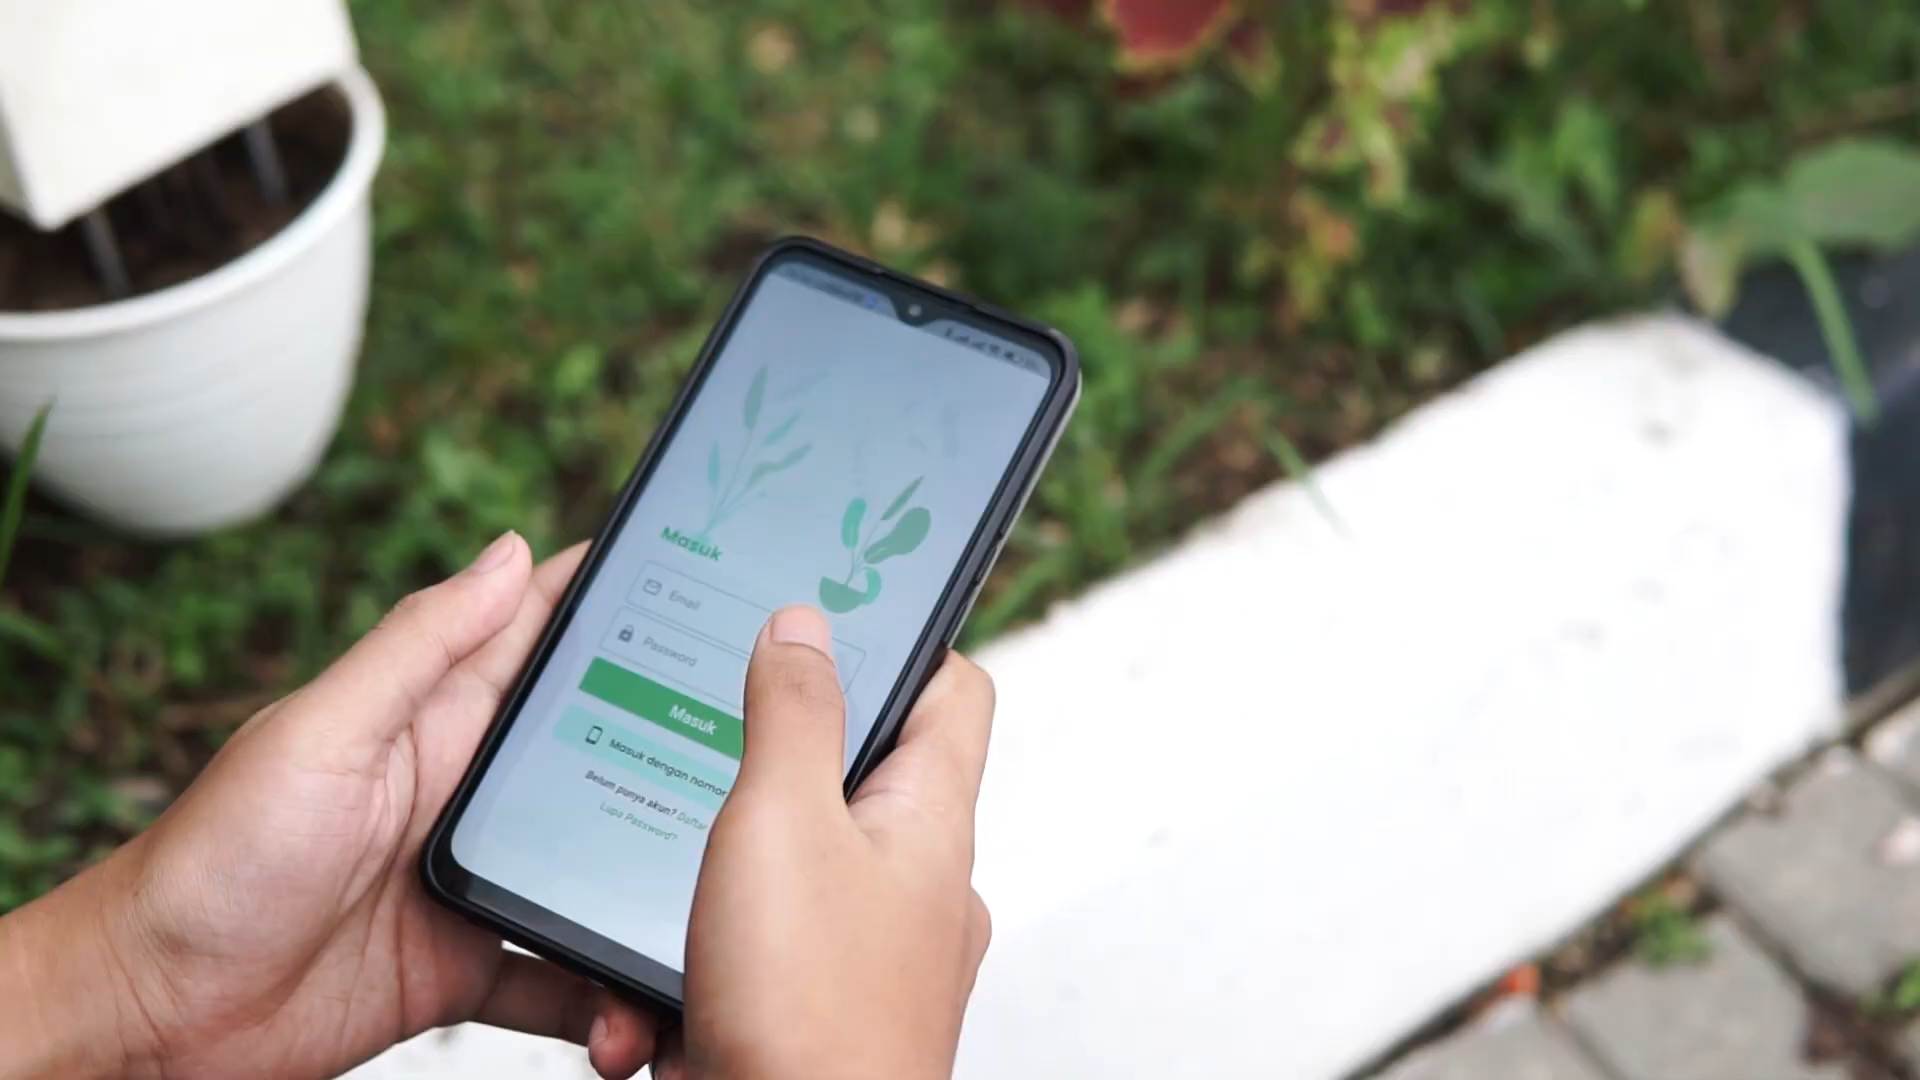 Masuk
Email
Password
Masuk
Masuk dengan nomor
Belum punya akun? Daftar
Lupa Password?